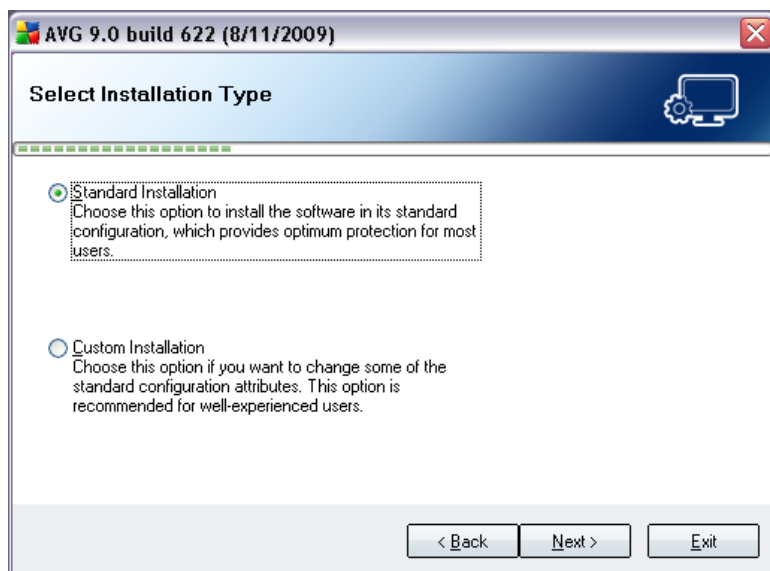 AVG 9.0 build 622 (8/11/2009)
Select Installation Type
Standard Installation
Choose this option to install the software in its standard
configuration, which provides optimum protection for most
users.
Custom Installation
Choose this option if you want to change some of the
standard configuration attributes. This option is
recommended for well-experienced users.
< Back
Next >
Exit